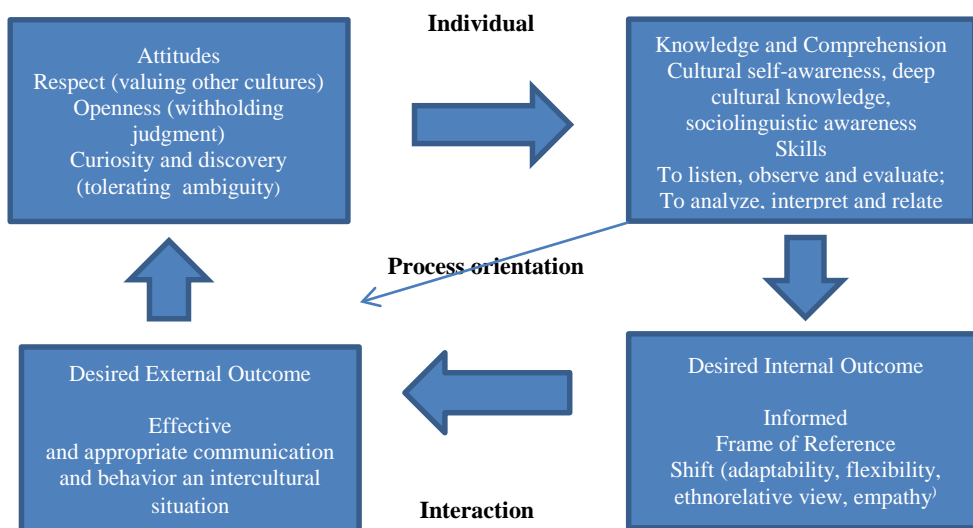 Individual
Attitudes
Respect (valuing other cultures)
Openness (withholding
judgment)
Curiosity and discovery
(tolerating ambiguity)
Knowledge and Comprehension
Cultural self-awareness, deep
cultural knowledge,
sociolinguistic awareness
Skills
To listen, observe and evaluate;
To analyze, interpret and relate
Process orientation
Desired External Outcome
Effective
and appropriate communication
and behavior an intercultural
situation
Desired Internal Outcome
Informed
Frame of Reference
Shift (adaptability, flexibility,
ethnorelative view, empathy)
Interaction